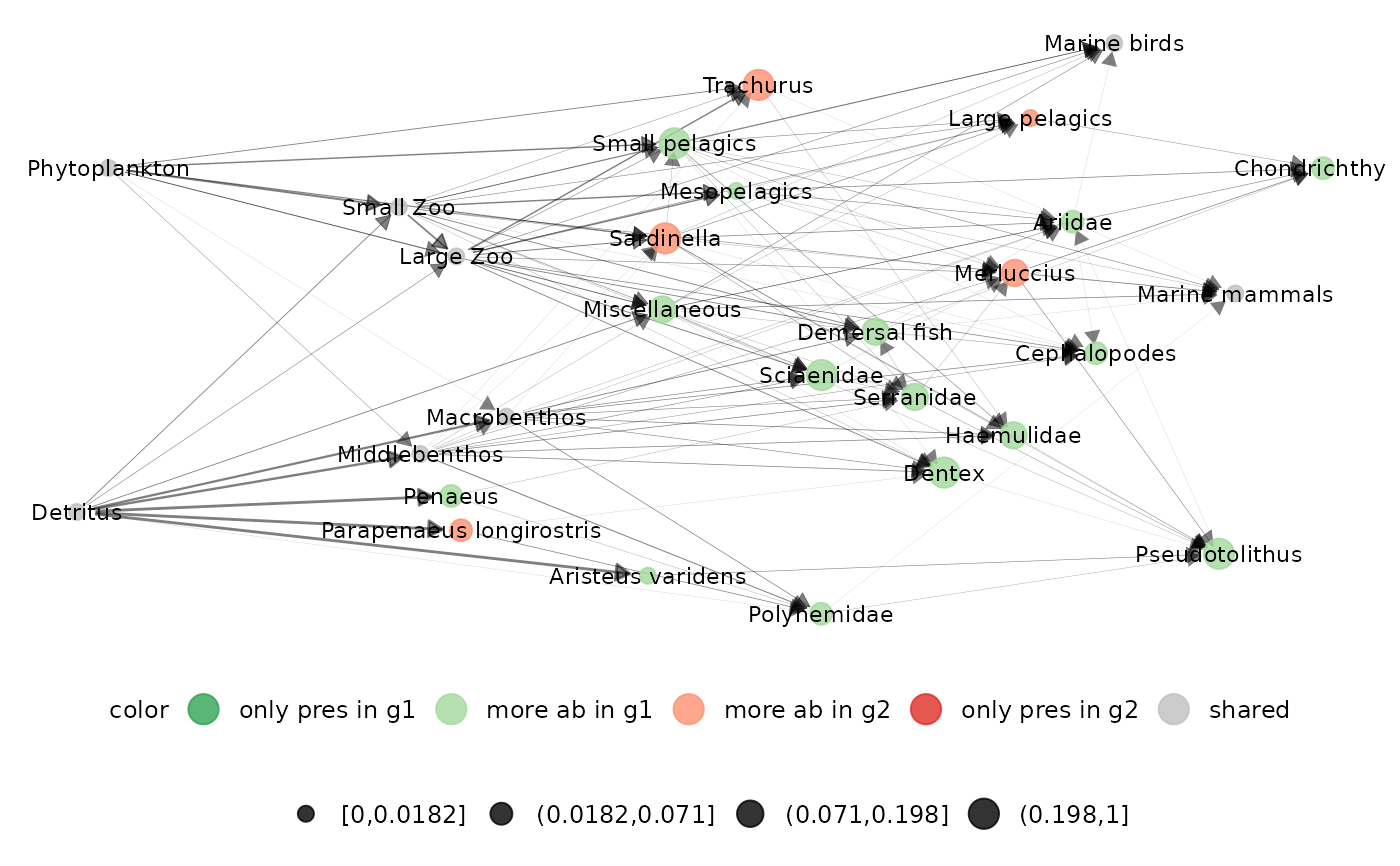 Marine birds
Trachurus
Large pelagics
Small pelagics
Phytoplankton
Chondrichthy
Mesopelagics
Small Zoo
Ariidae
Sardinella
Large Zoo
Merluccius
Marine mammals
Miscellaneous
Demersal fish
Cephalopodes
Sciaenidae
Serranidae
Macrobenthos
Haemulidae
Middlebenthos
Dentex
Penaeus
Detritus
Parapenaeus longirostris
Pseudotolithus
Aristeus varidens
Polynemidae
color only pres in g1 more ab in g1 more ab in g2 only pres in g2 shared
[0,0.0182] (0.0182,0.071] (0.071,0.198] (0.198,1]